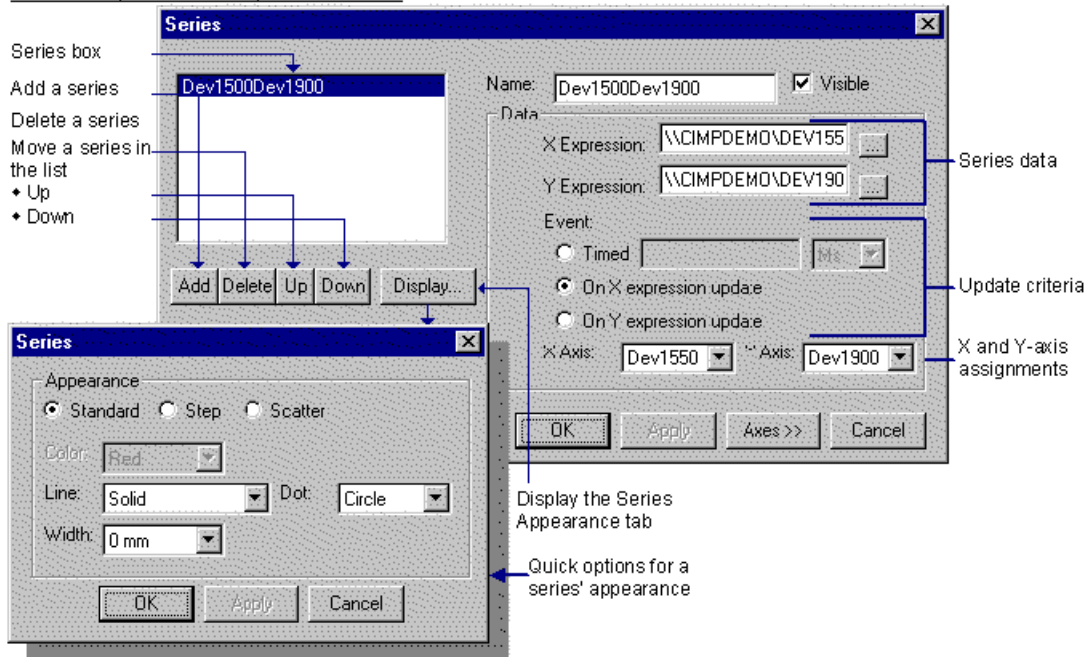 Series
Series box
Add a series
Delete a series
Move a series in
the list
◆ Up
◆ Down
Dev1500Dev1900
Add
Delete
Up
Down
Display...
Name:
Dev1500Dev1900
Visible
Data
X Expression:
\\CIMPDEMO\DEV155
...
Y Expression:
\\CIMPDEMO\DEV190
...
Event:
Timed
Ms.
On X expression update
On Y expression update
X Axis:
Dev1550
Y Axis:
Dev1900
OK
Apply
Axes >>
Cancel
Series data
Update criteria
X and Y-axis
assignments
Series
Appearance
Standard
Step
Scatter
Color:
Red
Line:
Solid
Dot:
Circle
Width:
0 mm
OK
Apply
Cancel
Display the Series
Appearance tab
Quick options for a
series' appearance